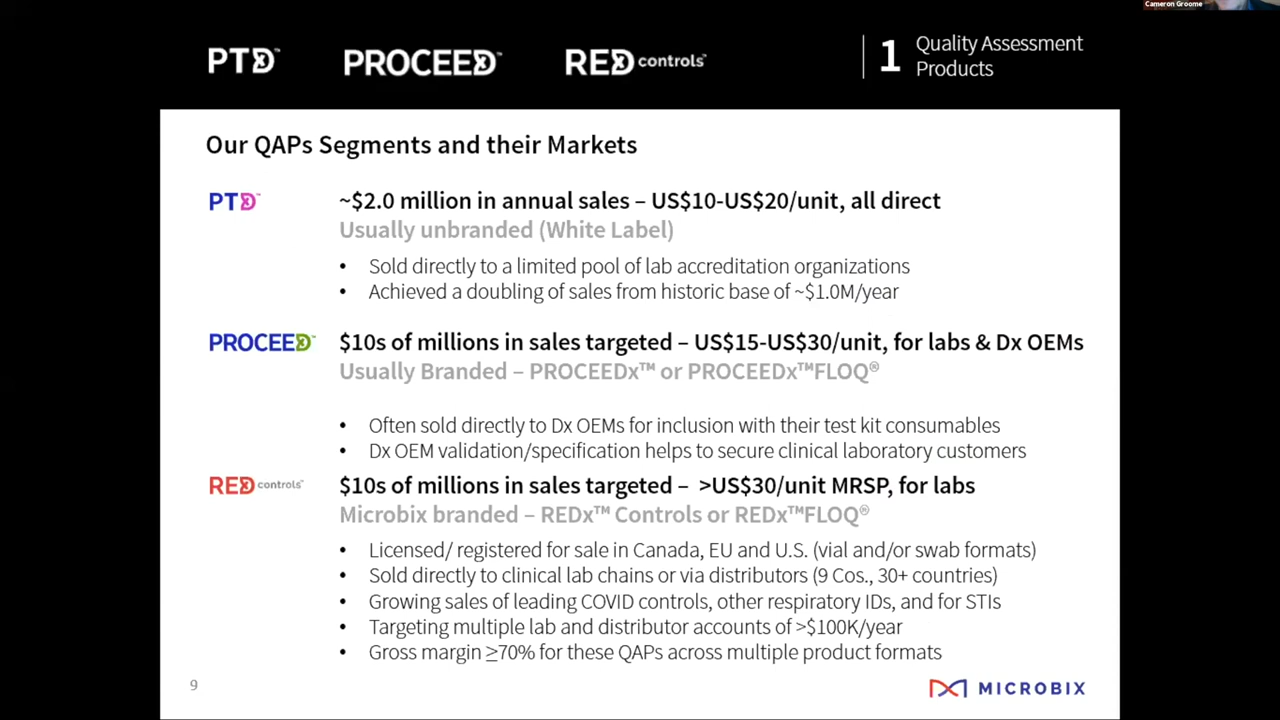 Cameron Groome
PTDx™ PROCEEDx™ REDx controls™
1 Quality Assessment
Products
Our QAPs Segments and their Markets
PTDx™ ~$2.0 million in annual sales – US$10-US$20/unit, all direct
Usually unbranded (White Label)
• Sold directly to a limited pool of lab accreditation organizations
• Achieved a doubling of sales from historic base of ~$1.0M/year
PROCEEDx™ $10s of millions in sales targeted – US$15-US$30/unit, for labs & Dx OEMs
Usually Branded – PROCEEDx™ or PROCEEDx™FLOQ®
• Often sold directly to Dx OEMs for inclusion with their test kit consumables
• Dx OEM validation/specification helps to secure clinical laboratory customers
REDx controls™ $10s of millions in sales targeted – >US$30/unit MRSP, for labs
Microbix branded – REDx™ Controls or REDx™FLOQ®
• Licensed/ registered for sale in Canada, EU and U.S. (vial and/or swab formats)
• Sold directly to clinical lab chains or via distributors (9 Cos., 30+ countries)
• Growing sales of leading COVID controls, other respiratory IDs, and for STIs
• Targeting multiple lab and distributor accounts of >$100K/year
• Gross margin ≥70% for these QAPs across multiple product formats
9
MICROBIX